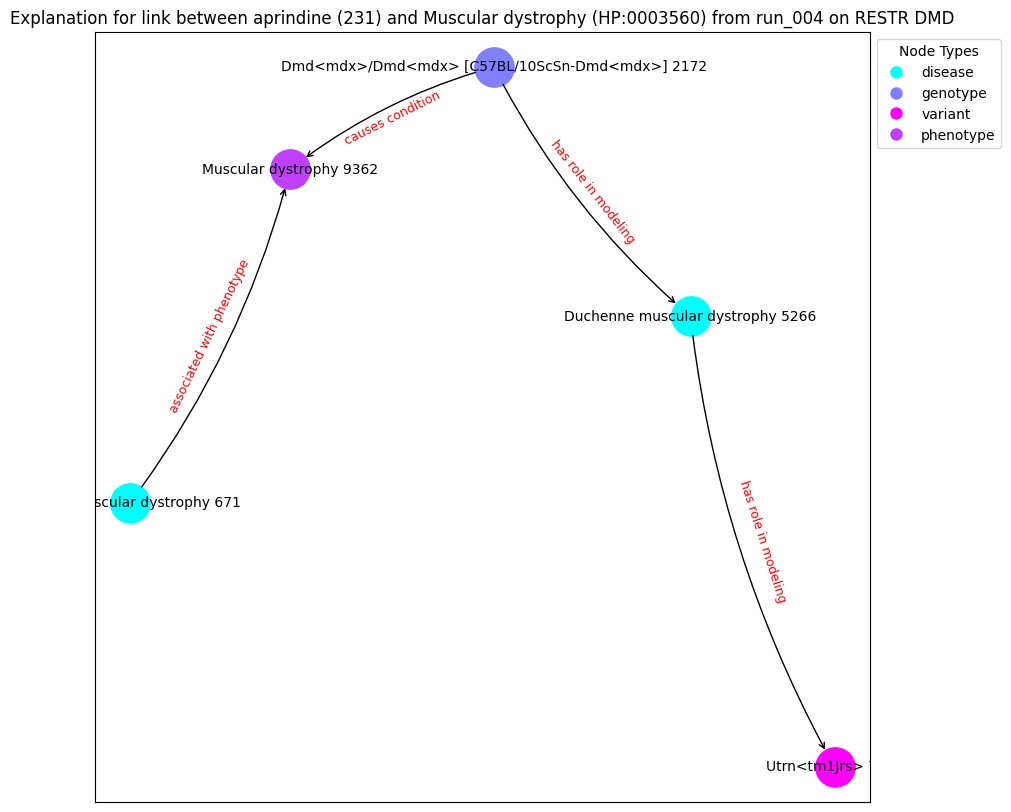 Explanation for link between aprindine (231) and Muscular dystrophy (HP:0003560) from run_004 on RESTR DMD
Node Types
disease
genotype
variant
phenotype
Dmd<mdx>/Dmd<mdx> [C57BL/10ScSn-Dmd<mdx>] 2172
causes condition
has role in modeling
Muscular dystrophy 9362
associated with phenotype
Duchenne muscular dystrophy 5266
has role in modeling
scular dystrophy 671
Utrn<tm1Jrs>